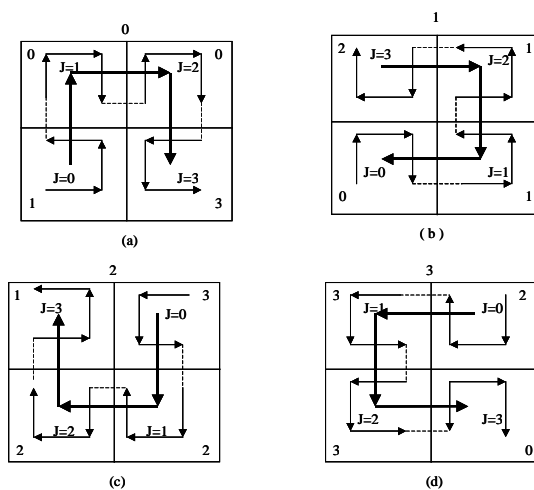 0
0 J=1 J=2 0
J=0 J=3
1 3
(a)
1
2 J=3 J=2 1
J=0 J=1
0 1
( b )
2
1 J=3 J=0 3
J=2 J=1
2 2
(c)
3
3 J=1 J=0 2
J=2 J=3
3 0
(d)